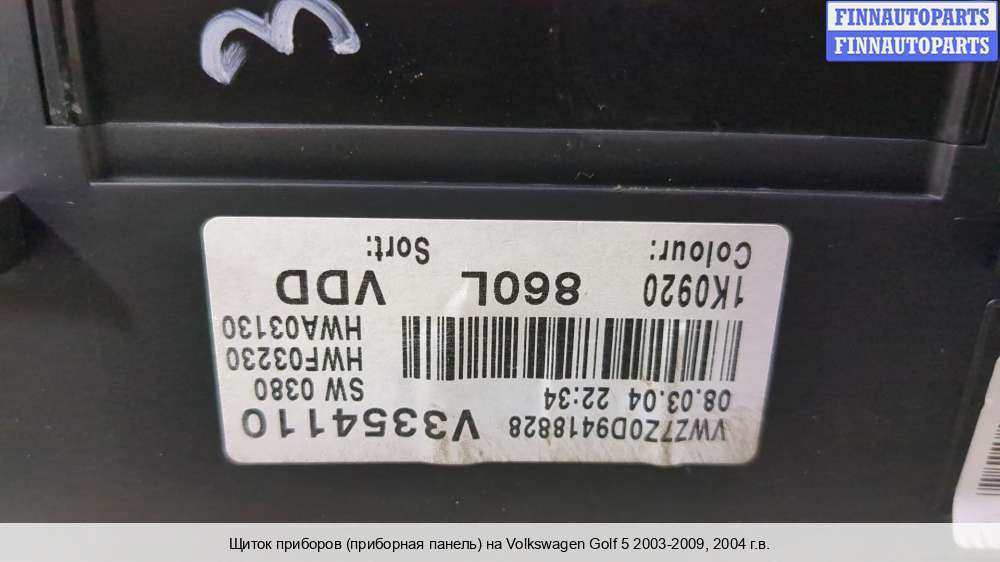 FINNAUTOPARTS
FINNAUTOPARTS
3
VWZ7Z0D9418828 V3354110
08.03.04 22:34 SW 0380
HWF03230
HWA03130
1K0920 860L VDD
Colour: Sort:
Щиток приборов (приборная панель) на Volkswagen Golf 5 2003-2009, 2004 г.в.